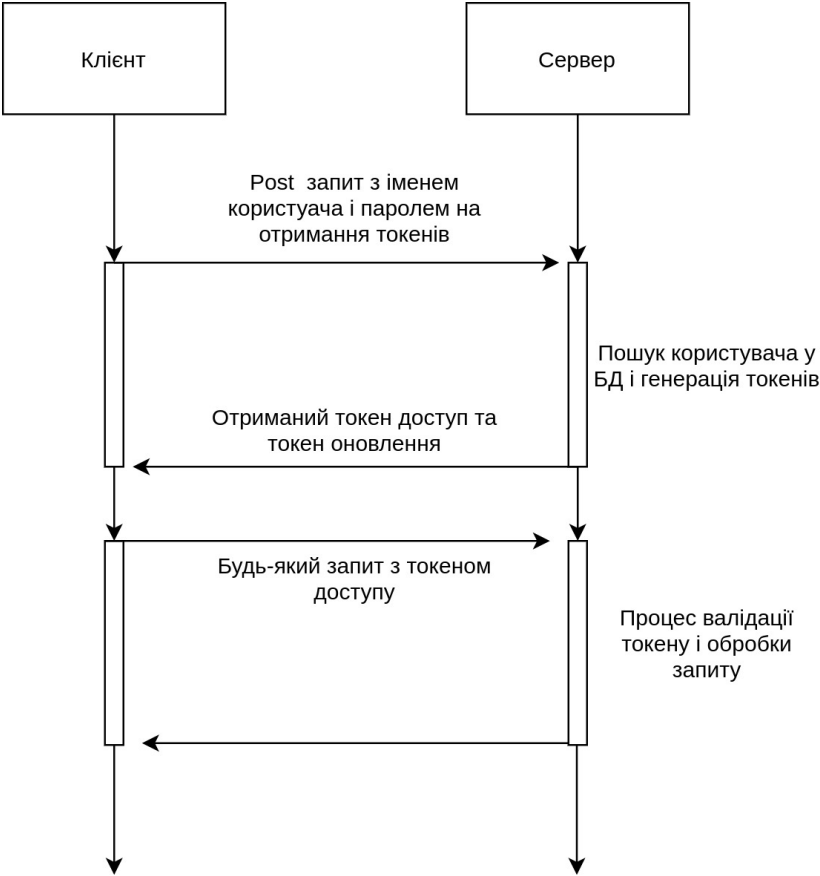 Клієнт
Сервер
Post запит з іменем
користуача і паролем на
отримання токенів
Пошук користувача у
БД і генерація токенів
Отриманий токен доступ та
токен оновлення
Будь-який запит з токеном
доступу
Процес валідації
токену і обробки
запиту